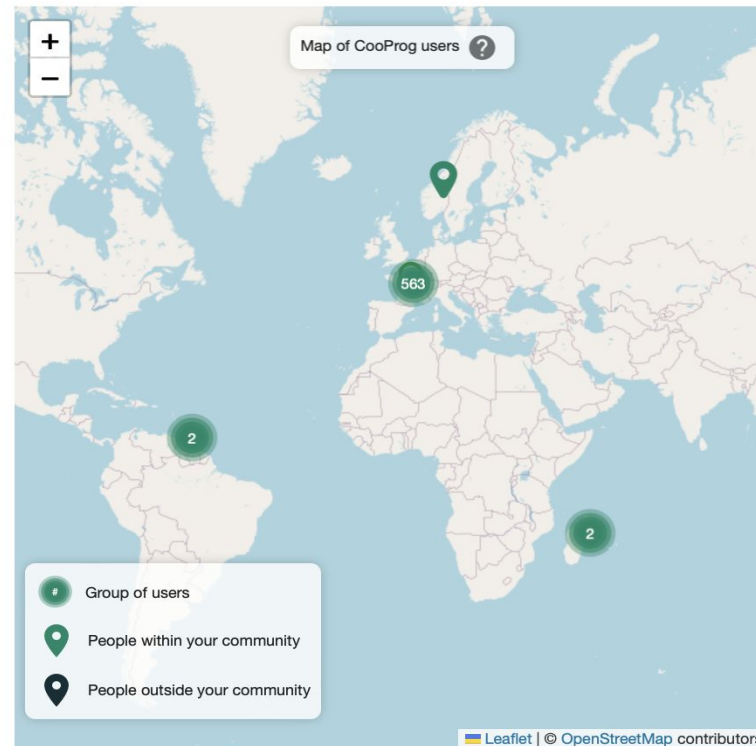 +
Map of CooProg users ?
−
563
2
2
# Group of users
People within your community
People outside your community
Leaflet | © OpenStreetMap contributors